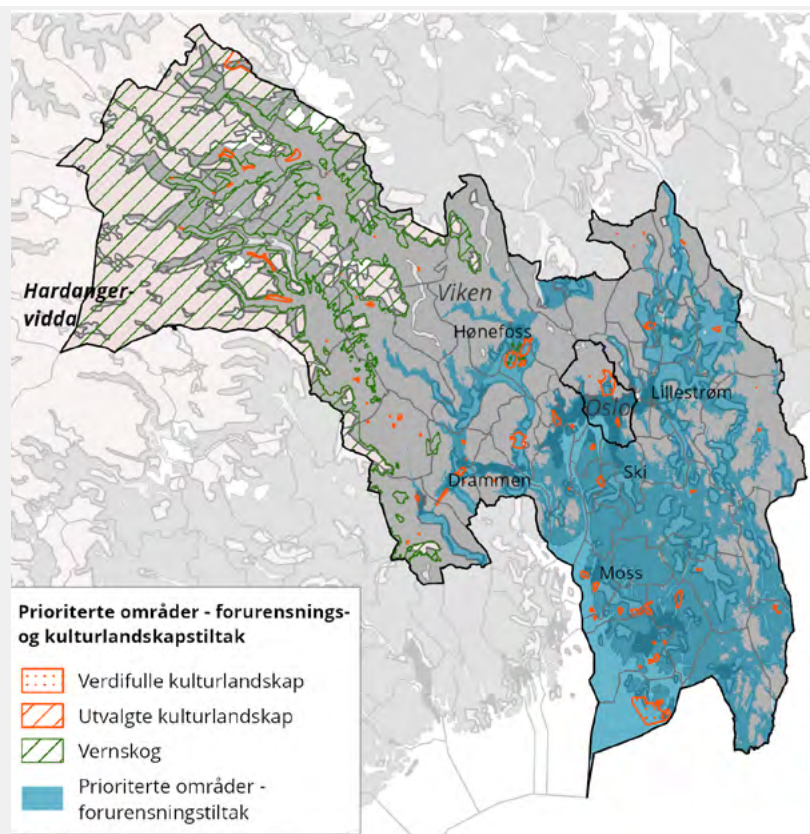 Hardanger-
vidda
Viken
Hønefoss
Lillestrøm
Oslo
Drammen
Ski
Moss
Prioriterte områder - forurensnings-
og kulturlandskapstiltak
Verdifulle kulturlandskap
Utvalgte kulturlandskap
Vernskog
Prioriterte områder -
forurensningstiltak